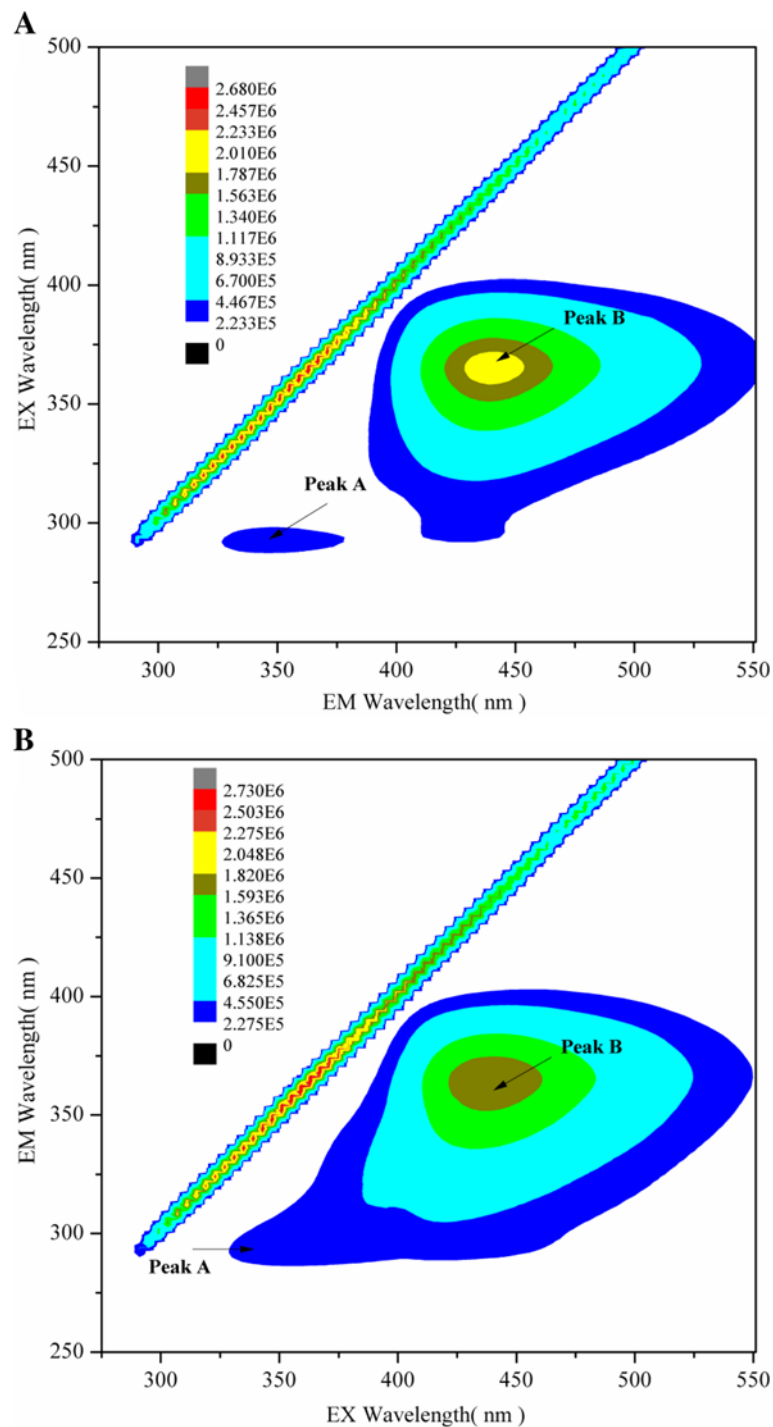 A
500
450
400
350
300
250
EX Wavelength( nm )
2.680E6
2.457E6
2.233E6
2.010E6
1.787E6
1.563E6
1.340E6
1.117E6
8.933E5
6.700E5
4.467E5
2.233E5
0
Peak B
Peak A
300 350 400 450 500 550
EM Wavelength( nm )
B
500
450
400
350
300
250
EM Wavelength( nm )
2.730E6
2.503E6
2.275E6
2.048E6
1.820E6
1.593E6
1.365E6
1.138E6
9.100E5
6.825E5
4.550E5
2.275E5
0
Peak B
Peak A
300 350 400 450 500 550
EX Wavelength( nm )